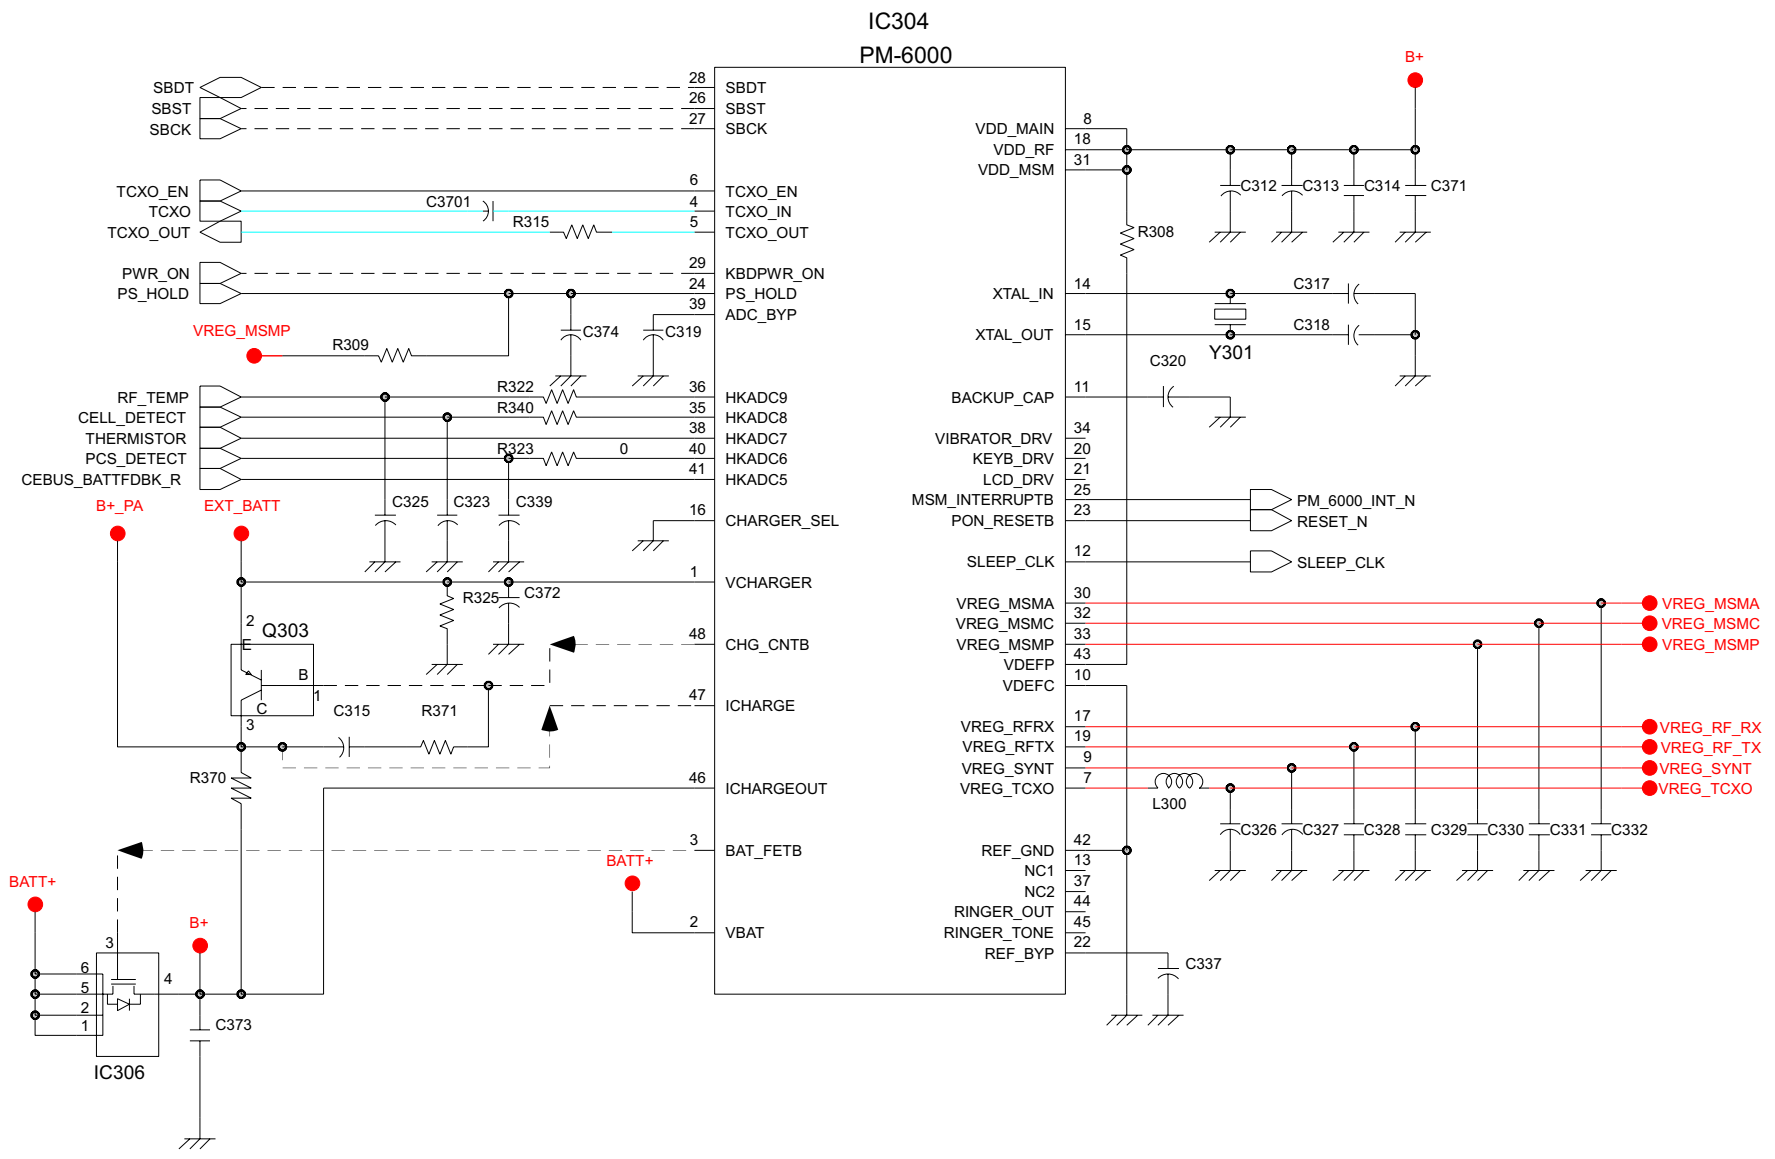 IC304
PM-6000
B+
SBDT 28 SBDT
SBST 26 SBST
SBCK 27 SBCK
VDD_MAIN 8
VDD_RF 18
VDD_MSM 31
C312 C313 C314 C371
TCXO_EN 6 TCXO_EN
TCXO C3701 4 TCXO_IN
TCXO_OUT R315 5 TCXO_OUT
R308
PWR_ON 29 KBDPWR_ON
PS_HOLD 24 PS_HOLD
39 ADC_BYP
XTAL_IN 14 C317
XTAL_OUT 15 C318
Y301
VREG_MSMP
R309
C374 C319
C320
RF_TEMP R322 36 HKADC9
CELL_DETECT R340 35 HKADC8
THERMISTOR 38 HKADC7
PCS_DETECT R323 0 40 HKADC6
CEBUS_BATTFDBK_R 41 HKADC5
BACKUP_CAP 11
VIBRATOR_DRV 34
KEYB_DRV 20
LCD_DRV 21
MSM_INTERRUPTB 25 PM_6000_INT_N
PON_RESETB 23 RESET_N
SLEEP_CLK 12 SLEEP_CLK
B+_PA EXT_BATT
C325 C323 C339
16 CHARGER_SEL
1 VCHARGER
R325 C372
VREG_MSMA 30 VREG_MSMA
VREG_MSMC 32 VREG_MSMC
VREG_MSMP 33 VREG_MSMP
VDEFP 43
VDEFC 10
2 Q303
E
B
1
C
3
48 CHG_CNTB
47 ICHARGE
C315 R371
R370
46 ICHARGEOUT
VREG_RFRX 17 VREG_RF_RX
VREG_RFTX 19 VREG_RF_TX
VREG_SYNT 9 VREG_SYNT
VREG_TCXO 7 VREG_TCXO
L300
C326 C327 C328 C329 C330 C331 C332
3 BAT_FETB
BATT+
2 VBAT
REF_GND 42
NC1 13
NC2 37
RINGER_OUT 44
RINGER_TONE 45
REF_BYP 22
C337
BATT+
B+
3
6
5
2
1
4
C373
IC306